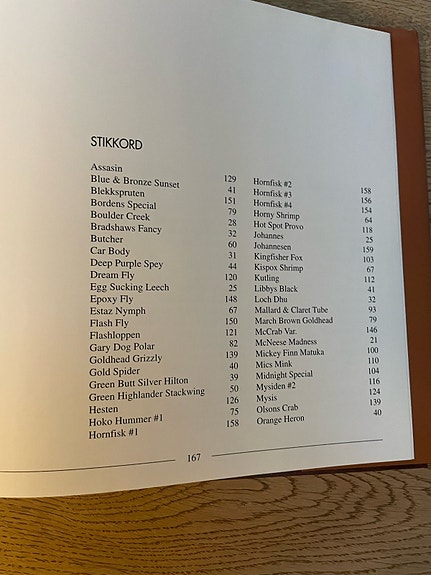 STIKKORD
Assasin 129
Blue & Bronze Sunset 41
Blekkspruten 151
Bordens Special 79
Boulder Creek 28
Bradshaws Fancy 32
Butcher 60
Car Body 31
Deep Purple Spey 44
Dream Fly 120
Egg Sucking Leech 25
Epoxy Fly 148
Estaz Nymph 67
Flash Fly 150
Flashloppen 121
Gary Dog Polar 82
Goldhead Grizzly 139
Gold Spider 40
Green Butt Silver Hilton 39
Green Highlander Stackwing 50
Hesten 126
Hoko Hummer #1 75
Hornfisk #1 158
Hornfisk #2 158
Hornfisk #3 156
Hornfisk #4 154
Horny Shrimp 64
Hot Spot Provo 118
Johannes 25
Johannesen 159
Kingfisher Fox 103
Kispox Shrimp 67
Kutling 112
Libbys Black 41
Loch Dhu 32
Mallard & Claret Tube 93
March Brown Goldhead 79
McCrab Var. 146
McNeese Madness 21
Mickey Finn Matuka 100
Mics Mink 110
Midnight Special 104
Mysiden #2 116
Mysis 124
Olsons Crab 139
Orange Heron 40
167